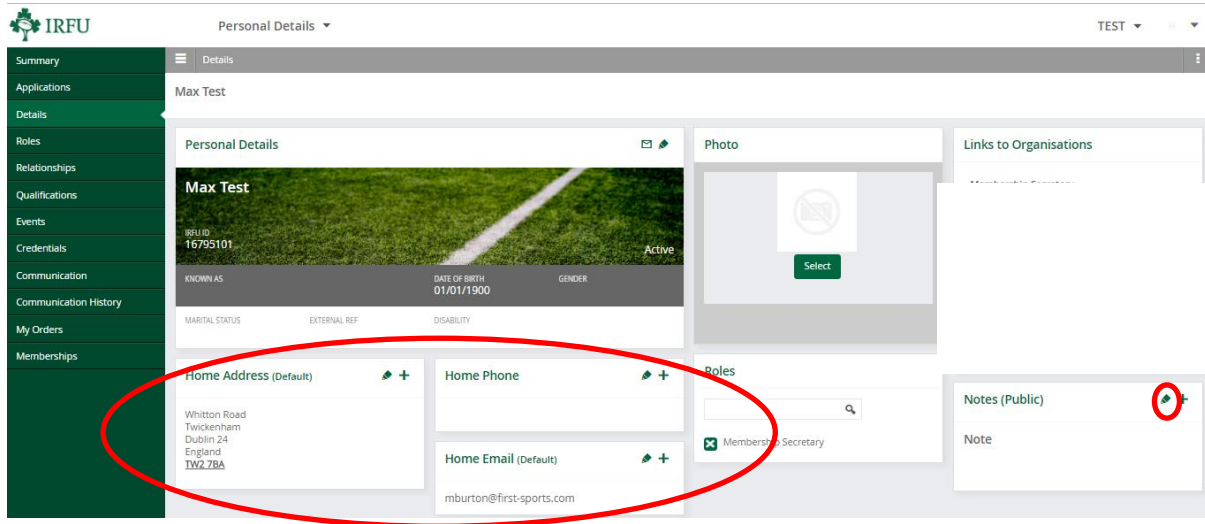 IRFU
Personal Details
TEST
Summary
Applications
Details
Roles
Relationships
Qualifications
Events
Credentials
Communication
Communication History
My Orders
Memberships
Details
Max Test
Personal Details
Max Test
IRFU ID
16795101
Active
KNOWN AS
DATE OF BIRTH
GENDER
01/01/1900
MARITAL STATUS
EXTERNAL REF
DISABILITY
Home Address (Default)
Whitton Road
Twickenham
Dublin 24
England
TW2 7BA
Home Phone
Home Email (Default)
mburton@first-sports.com
Photo
Select
Roles
Membership Secretary
Links to Organisations
Membership Secretary
Notes (Public)
Note